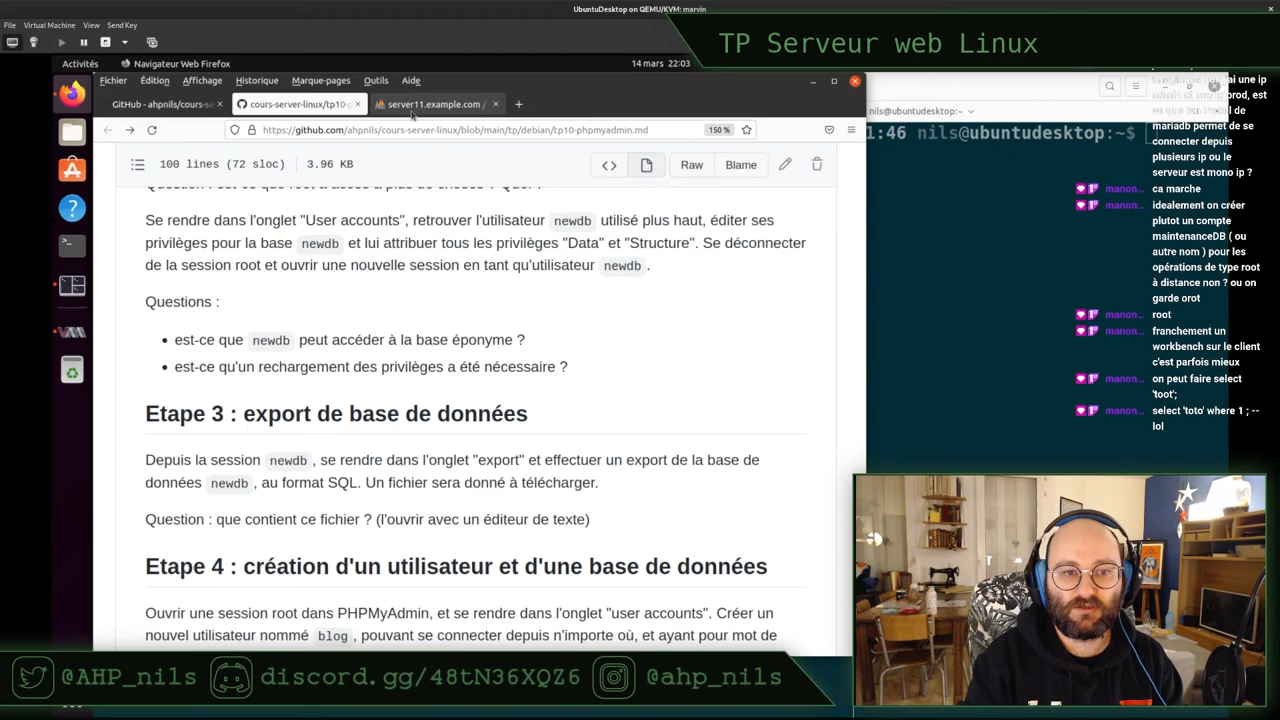 UbuntuDesktop on QEMU/KVM: marvin
File Virtual Machine View Send Key
TP Serveur web Linux
Activités
Navigateur Web Firefox
14 mars 22:03
Fichier Édition Affichage Historique Marque-pages Outils Aide
GitHub - ahpnils/cours-se
cours-server-linux/tp10-p
server11.example.com /
https://github.com/ahpnils/cours-server-linux/blob/main/tp/debian/tp10-phpmyadmin.md
150 %
100 lines (72 sloc)
3.96 KB
Raw
Blame
Se rendre dans l'onglet "User accounts", retrouver l'utilisateur newdb utilisé plus haut, éditer ses
privilèges pour la base newdb et lui attribuer tous les privilèges "Data" et "Structure". Se déconnecter
de la session root et ouvrir une nouvelle session en tant qu'utilisateur newdb.
Questions :
est-ce que newdb peut accéder à la base éponyme ?
est-ce qu'un rechargement des privilèges a été nécessaire ?
Etape 3 : export de base de données
Depuis la session newdb, se rendre dans l'onglet "export" et effectuer un export de la base de
données newdb, au format SQL. Un fichier sera donné à télécharger.
Question : que contient ce fichier ? (l'ouvrir avec un éditeur de texte)
Etape 4 : création d'un utilisateur et d'une base de données
Ouvrir une session root dans PHPMyAdmin, et se rendre dans l'onglet "user accounts". Créer un
nouvel utilisateur nommé blog, pouvant se connecter depuis n'importe où, et ayant pour mot de
nils@ubuntudesktop:~
1:46 nils@ubuntudesktop:~$
mariadb permet de se
connecter depuis
plusieurs ip ou le
serveur est mono ip ?
manon... ca marche
manon... idealement on créer
plutot un compte
maintenanceDB ( ou
autre nom ) pour les
opérations de type root
à distance non ? ou on
garde orot
manon... root
manon... franchement un
workbench sur le client
c'est parfois mieux
manon... on peut faire select
'toot';
manon... select 'toto' where 1 ; --
lol
@AHP_nils
discord.gg/48tN36XQZ6
@ahp_nils